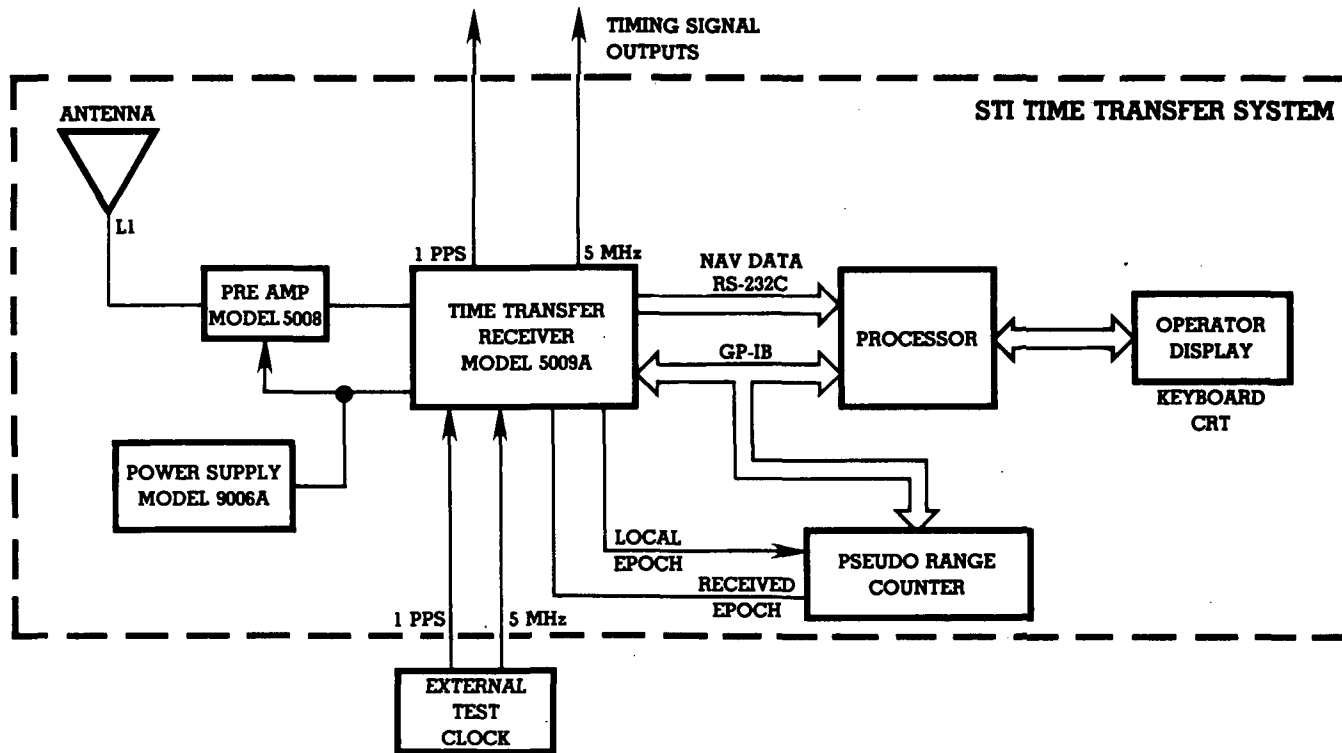 TIMING SIGNAL
OUTPUTS
STI TIME TRANSFER SYSTEM
ANTENNA
L1
1 PPS
5 MHz
PRE AMP
MODEL 5008
TIME TRANSFER
RECEIVER
MODEL 5009A
NAV DATA
RS-232C
GP-IB
PROCESSOR
OPERATOR
DISPLAY
KEYBOARD
CRT
POWER SUPPLY
MODEL 9006A
LOCAL
EPOCH
RECEIVED
EPOCH
PSEUDO RANGE
COUNTER
1 PPS
5 MHz
EXTERNAL
TEST
CLOCK